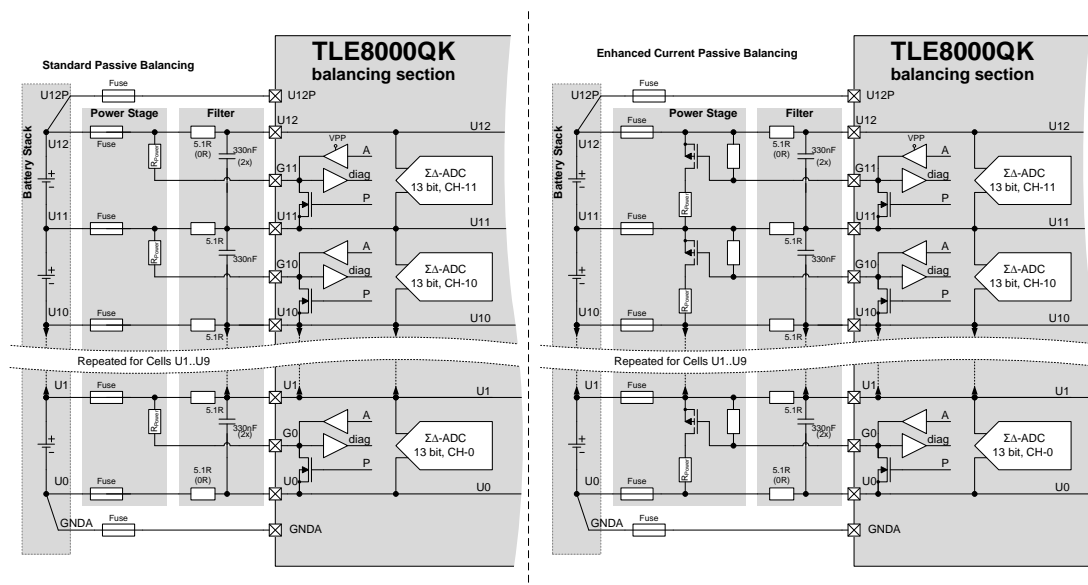 Standard Passive Balancing
TLE8000QK
balancing section
Battery Stack
Fuse
U12P
U12P
Power Stage
Filter
U12
U12
Fuse
5.1R
(0R)
330nF
(2x)
VPP
A
U12
RPower
G11
diag
ΣΔ-ADC
13 bit, CH-11
P
U11
Fuse
U11
U11
5.1R
330nF
RPower
A
G10
diag
ΣΔ-ADC
13 bit, CH-10
P
U10
Fuse
U10
U10
5.1R
Repeated for Cells U1..U9
U1
Fuse
U1
U1
5.1R
330nF
(2x)
RPower
A
G0
diag
ΣΔ-ADC
13 bit, CH-0
P
5.1R
(0R)
U0
Fuse
U0
U0
GNDA
Fuse
GNDA
Enhanced Current Passive Balancing
TLE8000QK
balancing section
Battery Stack
Fuse
U12P
U12P
Power Stage
Filter
U12
U12
Fuse
5.1R
(0R)
330nF
(2x)
VPP
A
U12
G11
diag
ΣΔ-ADC
13 bit, CH-11
P
RPower
U11
Fuse
U11
U11
5.1R
330nF
A
G10
diag
ΣΔ-ADC
13 bit, CH-10
P
RPower
U10
Fuse
U10
U10
5.1R
Repeated for Cells U1..U9
U1
Fuse
U1
U1
5.1R
330nF
(2x)
A
G0
diag
ΣΔ-ADC
13 bit, CH-0
P
RPower
5.1R
(0R)
U0
Fuse
U0
U0
GNDA
Fuse
GNDA